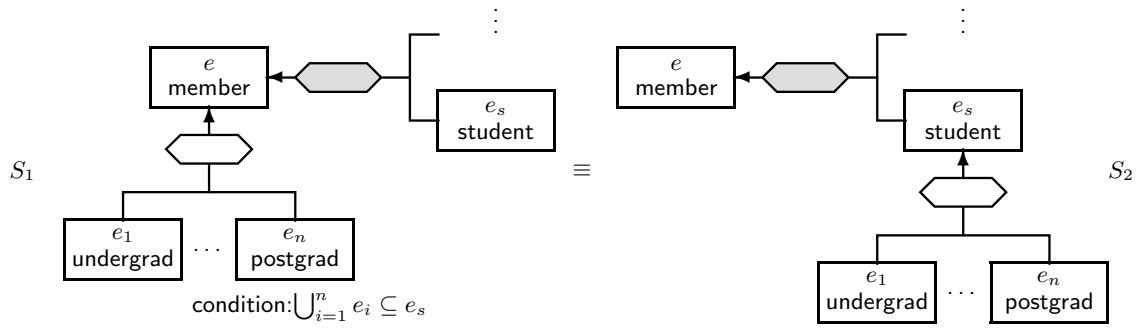 ⋮
e
member
e_s
student
S_1
e_1
undergrad
...
e_n
postgrad
condition: ⋃_{i=1}^{n} e_i ⊆ e_s
≡
⋮
e
member
e_s
student
S_2
e_1
undergrad
...
e_n
postgrad